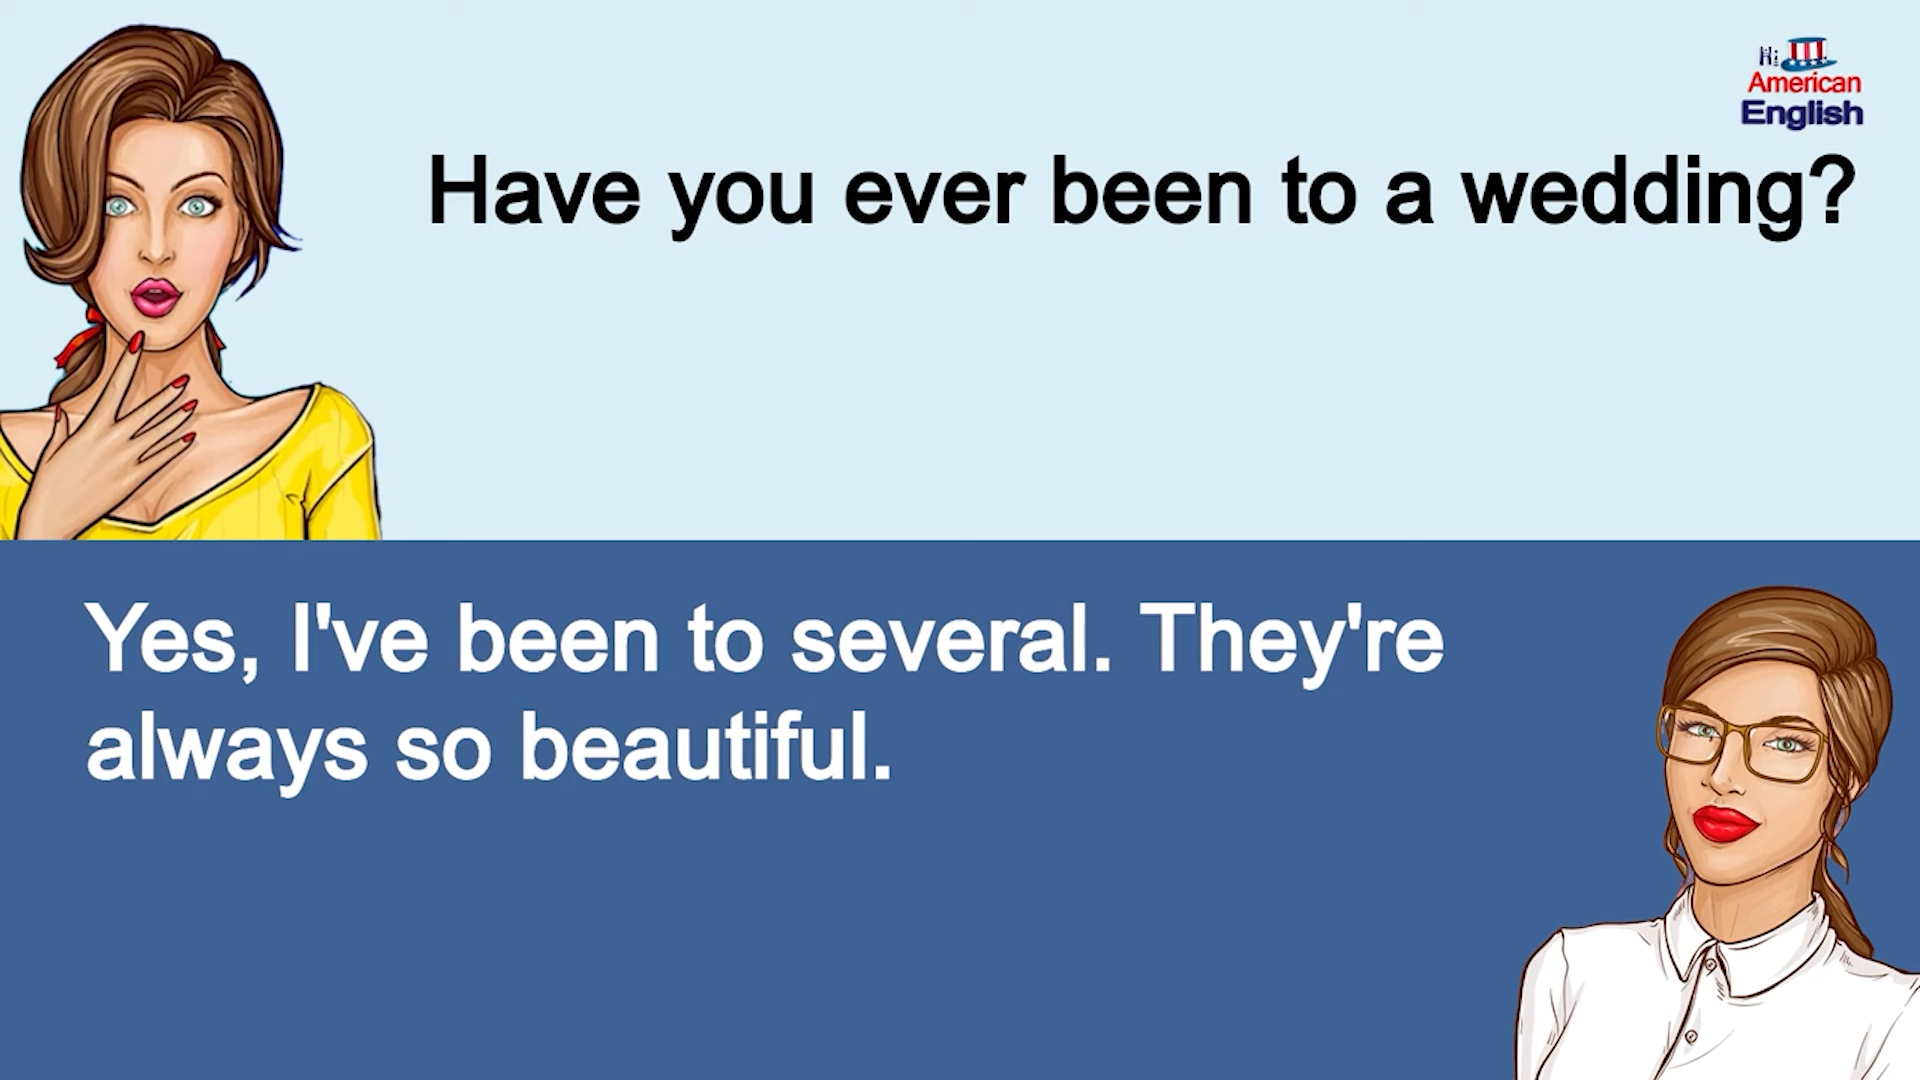 Hi
American
English
Have you ever been to a wedding?
Yes, I've been to several. They're
always so beautiful.